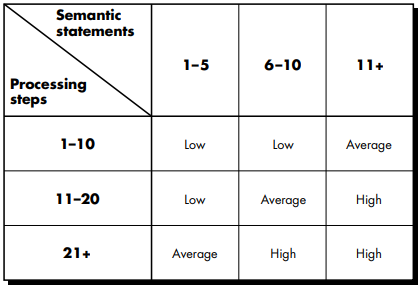 Semantic
statements
Processing
steps
1–5 6–10 11+
1–10 Low Low Average
11–20 Low Average High
21+ Average High High